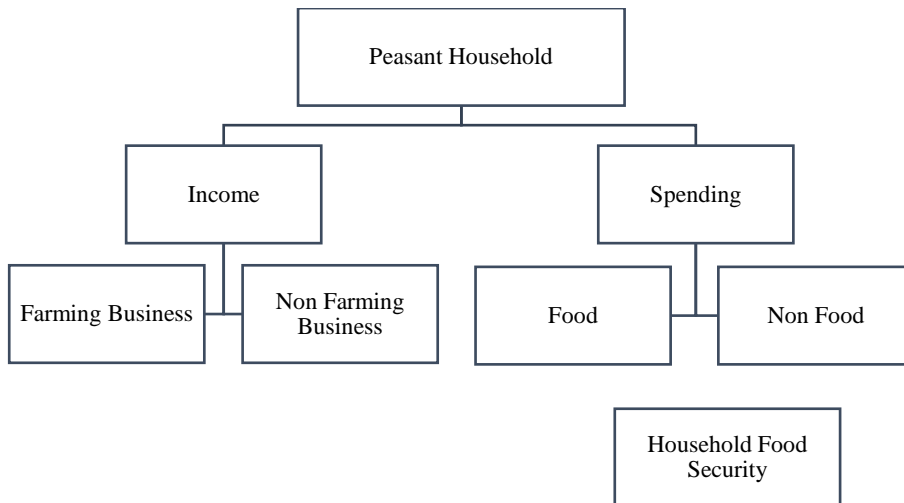 Peasant Household
Income
Spending
Farming Business
Non Farming
Business
Food
Non Food
Household Food
Security